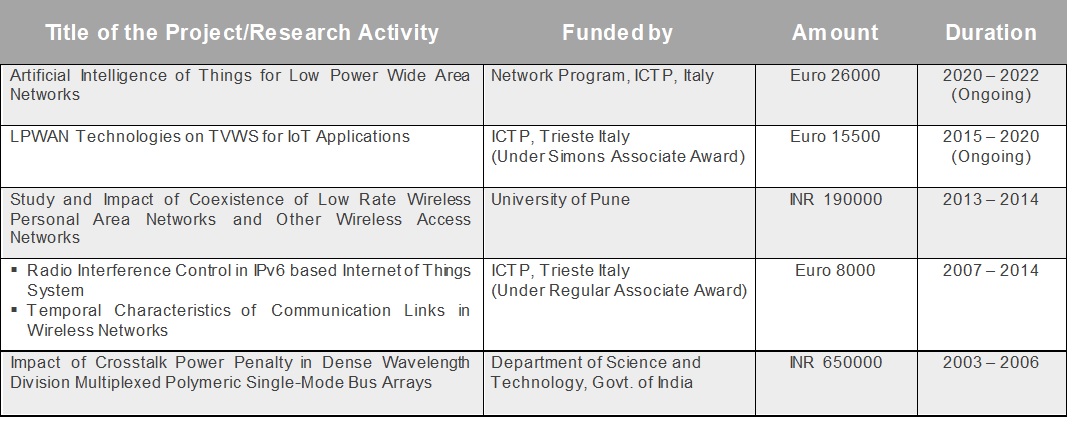 Title of the Project/Research Activity
Funded by
Amount
Duration
Artificial Intelligence of Things for Low Power Wide Area
Networks
Network Program, ICTP, Italy
Euro 26000
2020 – 2022
(Ongoing)
LPWAN Technologies on TVWS for IoT Applications
ICTP, Trieste Italy
(Under Simons Associate Award)
Euro 15500
2015 – 2020
(Ongoing)
Study and Impact of Coexistence of Low Rate Wireless
Personal Area Networks and Other Wireless Access
Networks
University of Pune
INR 190000
2013 – 2014
▪ Radio Interference Control in IPv6 based Internet of Things
System
▪ Temporal Characteristics of Communication Links in
Wireless Networks
ICTP, Trieste Italy
(Under Regular Associate Award)
Euro 8000
2007 – 2014
Impact of Crosstalk Power Penalty in Dense Wavelength
Division Multiplexed Polymeric Single-Mode Bus Arrays
Department of Science and
Technology, Govt. of India
INR 650000
2003 – 2006